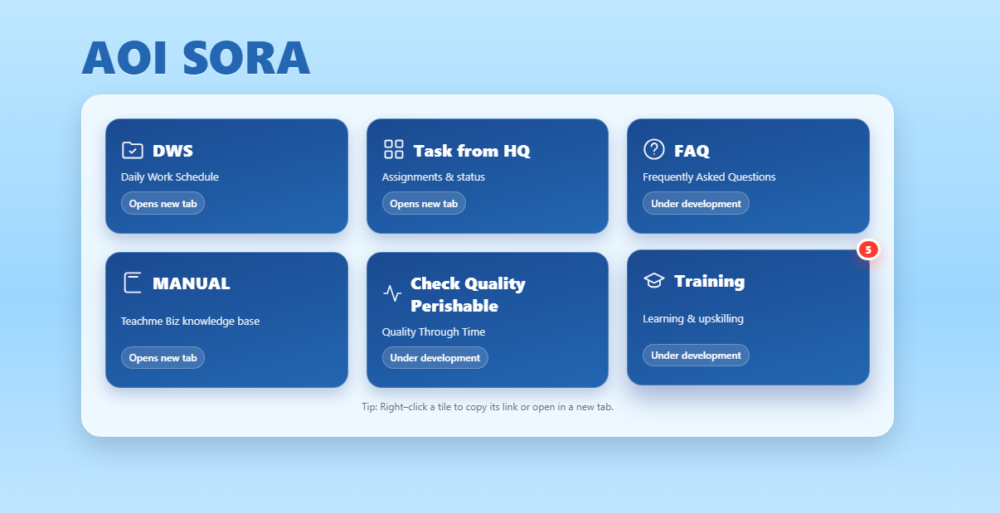 AOI SORA
DWS
Daily Work Schedule
Opens new tab
Task from HQ
Assignments & status
Opens new tab
FAQ
Frequently Asked Questions
Under development
MANUAL
Teachme Biz knowledge base
Opens new tab
Check Quality
Perishable
Quality Through Time
Under development
5
Training
Learning & upskilling
Under development
Tip: Right–click a tile to copy its link or open in a new tab.